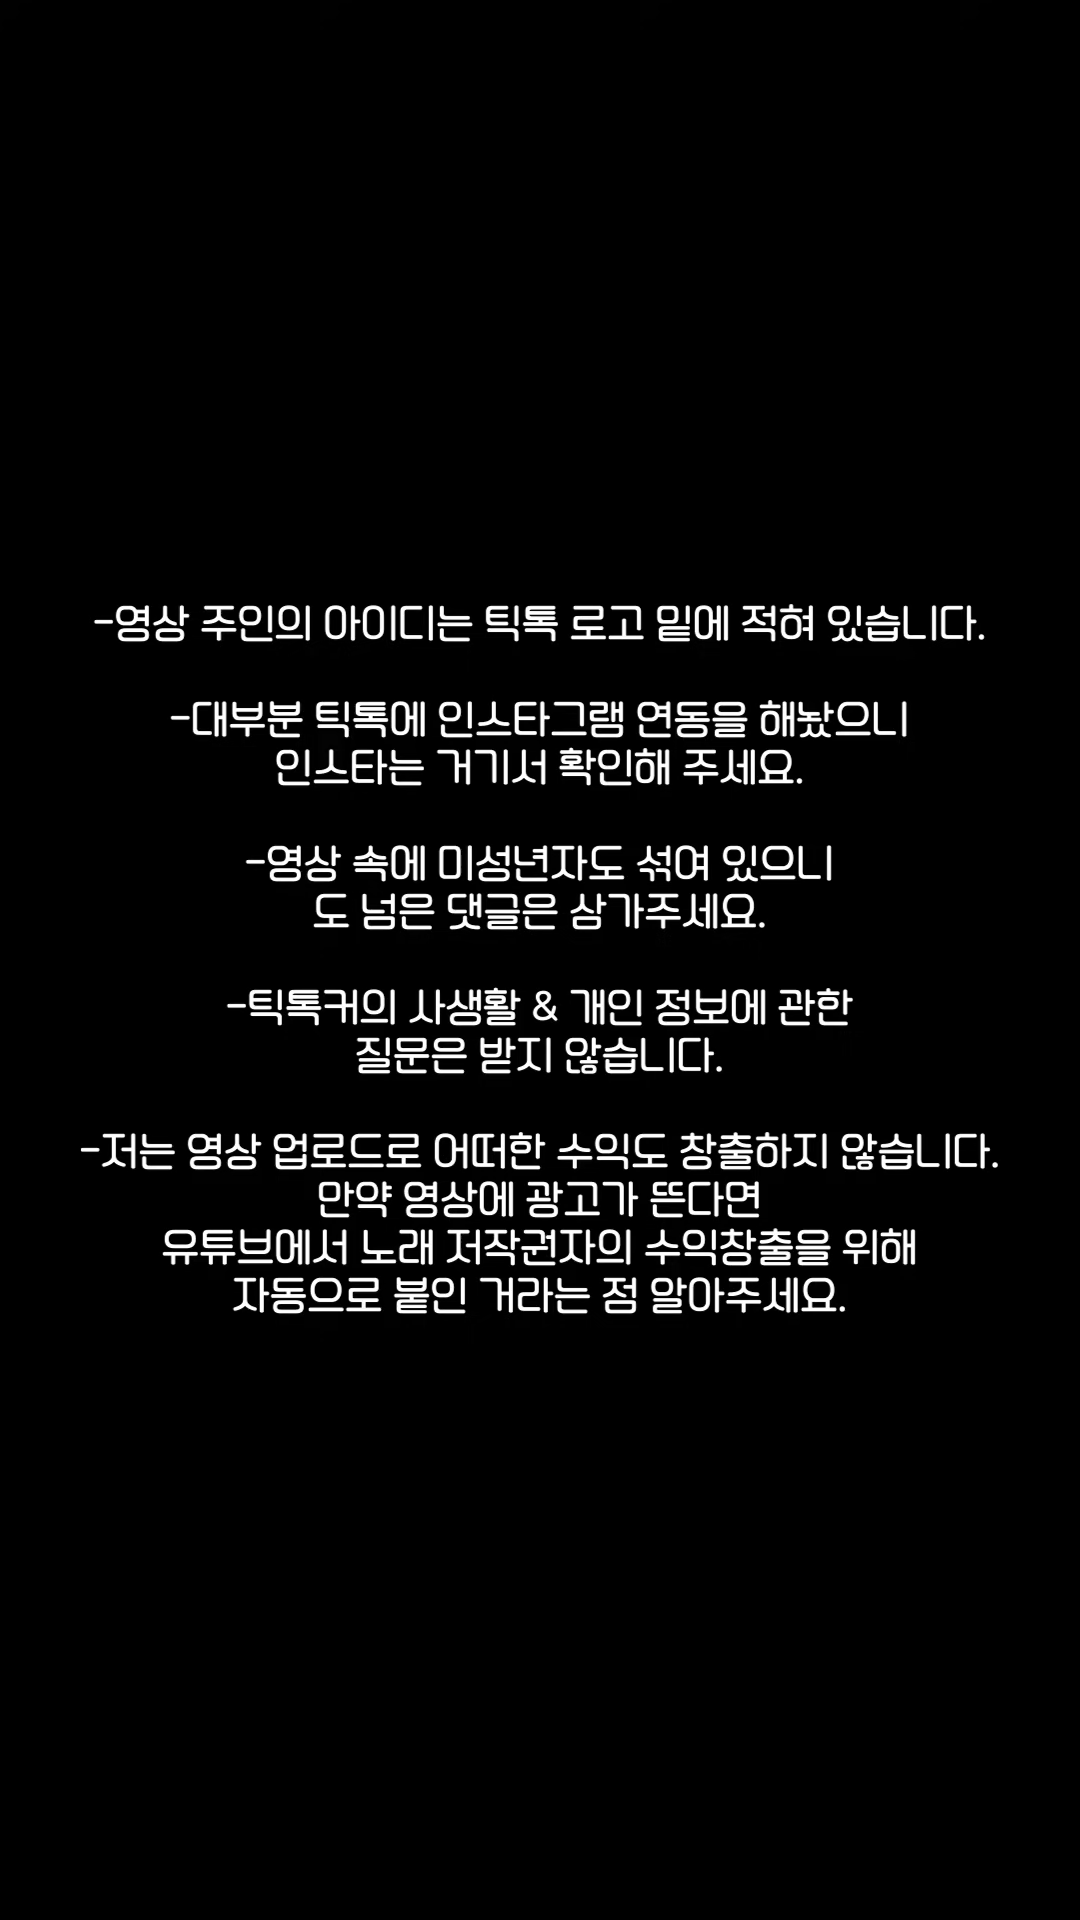 -영상 주인의 아이디는 틱톡 로고 밑에 적혀 있습니다.
-대부분 틱톡에 인스타그램 연동을 해놨으니
인스타는 거기서 확인해 주세요.
-영상 속에 미성년자도 섞여 있으니
도 넘은 댓글은 삼가주세요.
-틱톡커의 사생활 & 개인 정보에 관한
질문은 받지 않습니다.
-저는 영상 업로드로 어떠한 수익도 창출하지 않습니다.
만약 영상에 광고가 뜬다면
유튜브에서 노래 저작권자의 수익창출을 위해
자동으로 붙인 거라는 점 알아주세요.